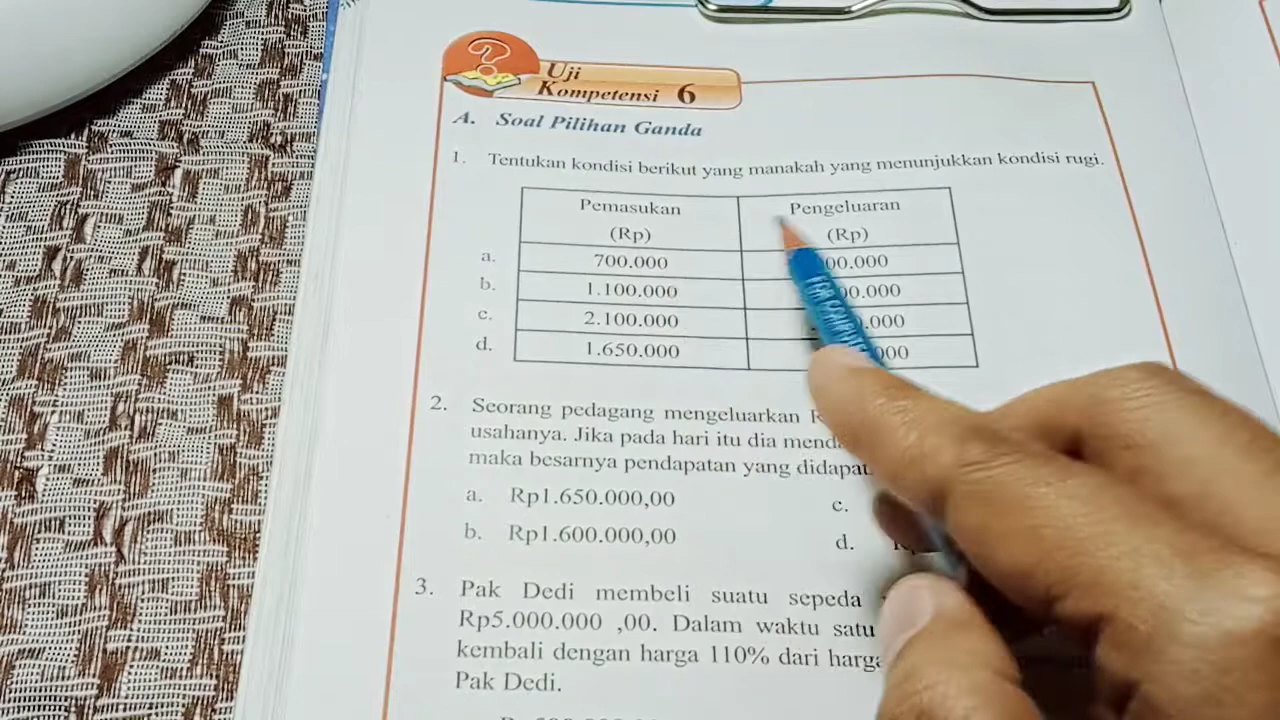 Uji
Kompetensi 6
A. Soal Pilihan Ganda
1. Tentukan kondisi berikut yang manakah yang menunjukkan kondisi rugi.
Pemasukan Pengeluaran
(Rp) (Rp)
a. 700.000
b. 1.100.000
c. 2.100.000
d. 1.650.000
2. Seorang pedagang mengeluarkan
usahanya. Jika pada hari itu dia
maka besarnya pendapatan yang
a. Rp1.650.000,00 c.
b. Rp1.600.000,00 d.
3. Pak Dedi membeli suatu sepeda
Rp5.000.000 ,00. Dalam waktu satu
kembali dengan harga 110% dari
Pak Dedi.